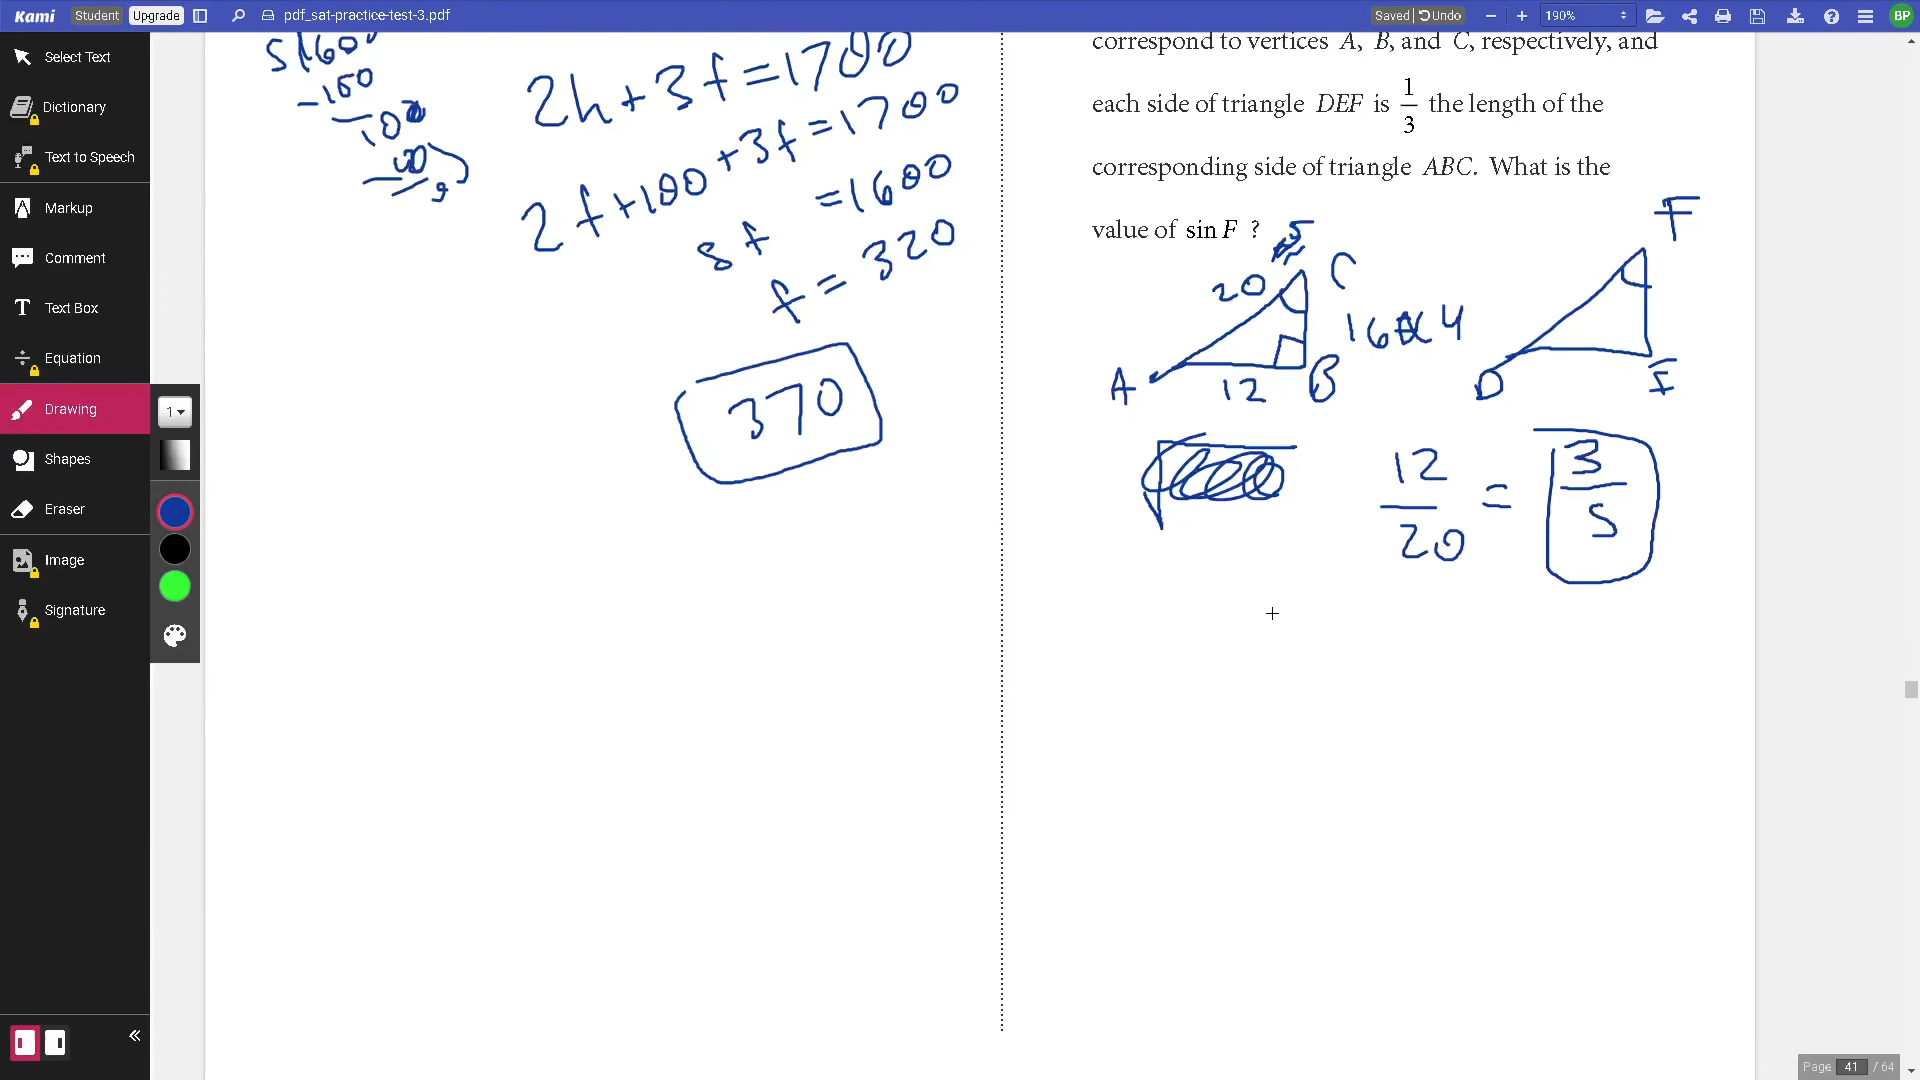 Kami Student Upgrade pdf_sat-practice-test-3.pdf Saved Undo 190% BP
Select Text
Dictionary
Text to Speech
Markup
Comment
Text Box
Equation
Drawing
Shapes
Eraser
Image
Signature
1
-150
2h+3f=1700
2f+100+3f=1700
=1600
f=320
370
correspond to vertices A, B, and C, respectively, and
each side of triangle DEF is 1/3 the length of the
corresponding side of triangle ABC. What is the
value of sin F ?
20
C
16
4
A
12
B
F
D
E
12/20 = 3/5
Page 41 / 64